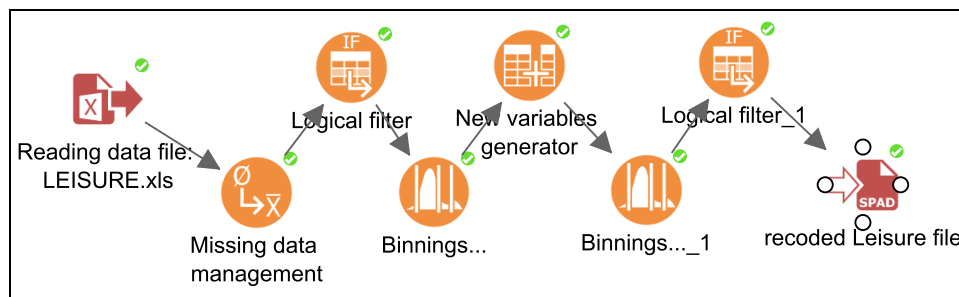 IF
IF
X
Logical filter
New variables
generator
Logical filter_1
Reading data file:
LEISURE.xls
Ø
X̅
SPAD
Missing data
management
Binnings...
Binnings..._1
recoded Leisure file